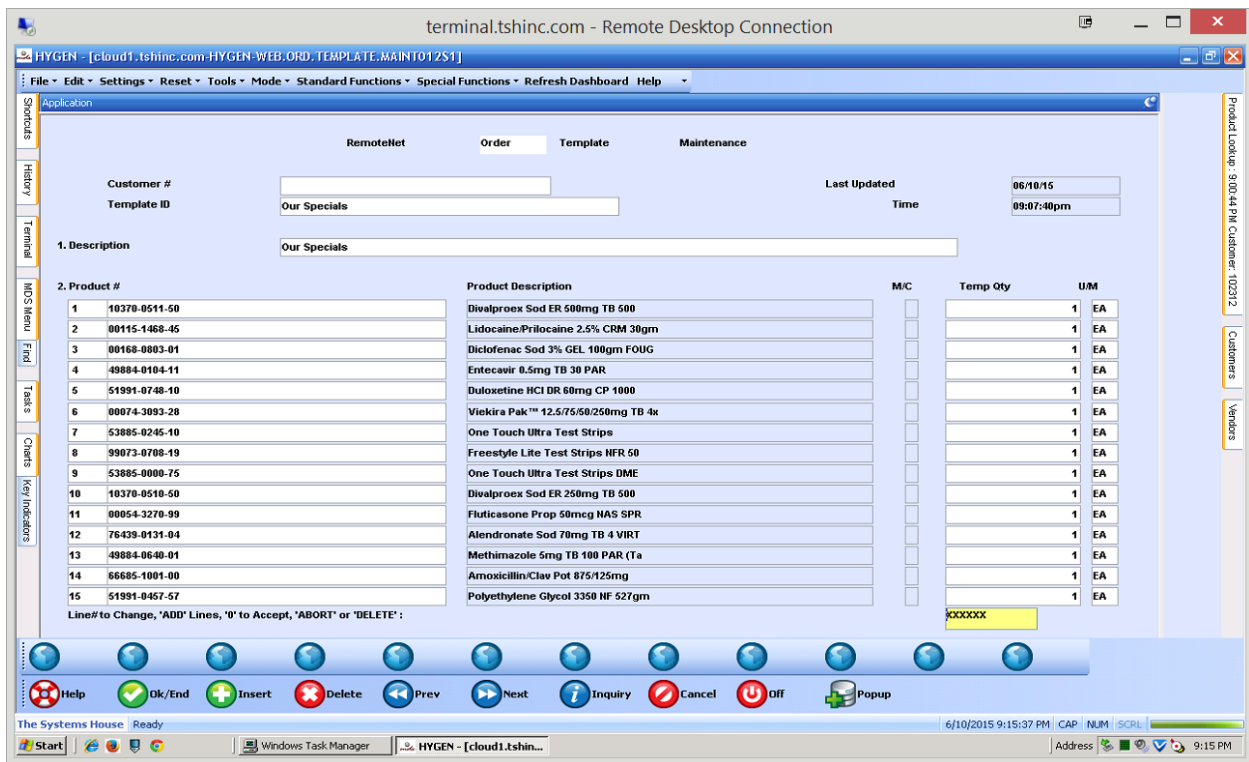 terminal.tshinc.com - Remote Desktop Connection
HYGEN - [cloud1.tshinc.com-HYGEN-WEB.ORD.TEMPLATE.MAINT012S1]
File Edit Settings Reset Tools Mode Standard Functions Special Functions Refresh Dashboard Help
Application
RemoteNet Order Template Maintenance
Customer # Last Updated 06/10/15
Template ID Our Specials Time 09:07:40pm
1. Description Our Specials
2. Product # Product Description M/C Temp Qty U/M
1 10370-0511-50 Divalproex Sod ER 500mg TB 500 1 EA
2 00115-1468-45 Lidocaine/Prilocaine 2.5% CRM 30gm 1 EA
3 00168-0803-01 Diclofenac Sod 3% GEL 100gm FOUG 1 EA
4 49884-0104-11 Entecavir 0.5mg TB 30 PAR 1 EA
5 51991-0748-10 Duloxetine HCl DR 60mg CP 1000 1 EA
6 00074-3093-28 Viekira Pak™ 12.5/75/50/250mg TB 4x 1 EA
7 53885-0245-10 One Touch Ultra Test Strips 1 EA
8 99073-0708-19 Freestyle Lite Test Strips NFR 50 1 EA
9 53885-0000-75 One Touch Ultra Test Strips DME 1 EA
10 10370-0510-50 Divalproex Sod ER 250mg TB 500 1 EA
11 00054-3270-99 Fluticasone Prop 50mcg NAS SPR 1 EA
12 76439-0131-04 Alendronate Sod 70mg TB 4 VIRT 1 EA
13 49884-0640-01 Methimazole 5mg TB 100 PAR (Ta 1 EA
14 66685-1001-00 Amoxicillin/Clav Pot 875/125mg 1 EA
15 51991-0457-57 Polyethylene Glycol 3350 NF 527gm 1 EA
Line# to Change, 'ADD' Lines, '0' to Accept, 'ABORT' or 'DELETE' : XXXXXX
Shortcuts
History
Terminal
MDS Menu
Find
Tasks
Charts
Key Indicators
Product Lookup : 9:00:44 PM Customer: 102312
Customers
Vendors
Help Ok/End Insert Delete Prev Next Inquiry Cancel Off Popup
The Systems House Ready 6/10/2015 9:15:37 PM CAP NUM SCRL
Start Windows Task Manager HYGEN - [cloud1.tshin... Address 9:15 PM